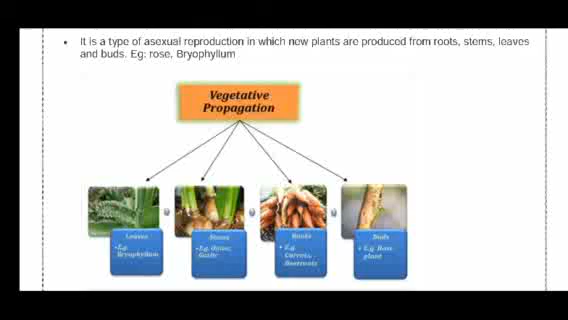 • It is a type of asexual reproduction in which new plants are produced from roots, stems, leaves
and buds. Eg: rose, Bryophyllum
Vegetative
Propagation
Leaves
•E.g.
Bryophyllum
Stems
•E.g. Onion,
Garlic
Roots
• E.g.
Carrots,
Beetroots
Buds
• E.g. Rose
plant